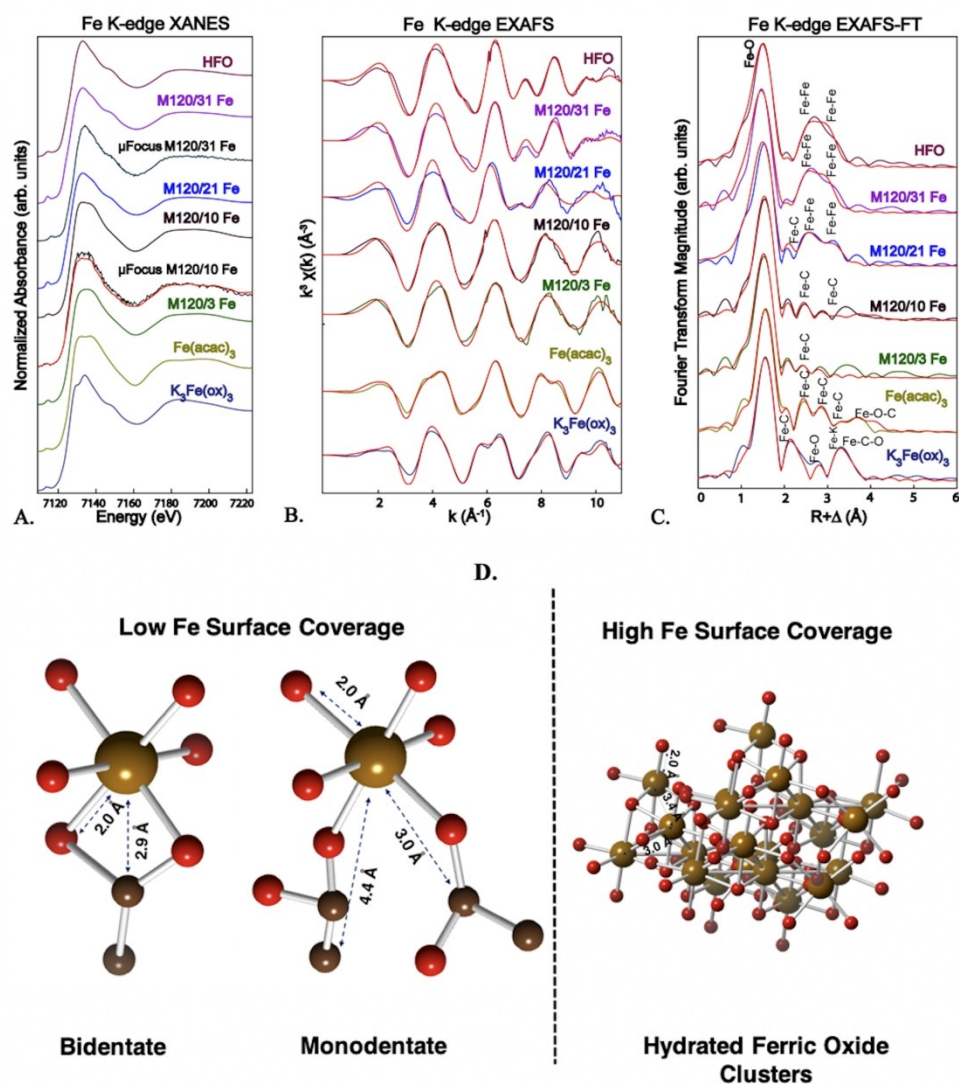 Fe K-edge XANES
Normalized Absorbance (arb. units)
HFO
M120/31 Fe
μFocus M120/31 Fe
M120/21 Fe
M120/10 Fe
μFocus M120/10 Fe
M120/3 Fe
Fe(acac)₃
K₃Fe(ox)₃
7120 7140 7160 7180 7200 7220
A.
Energy (eV)
Fe K-edge EXAFS
k³ χ(k) (Å⁻³)
HFO
M120/31 Fe
M120/21 Fe
M120/10 Fe
M120/3 Fe
Fe(acac)₃
K₃Fe(ox)₃
2 4 6 8 10
B.
k (Å⁻¹)
Fe K-edge EXAFS-FT
Fourier Transform Magnitude (arb. units)
Fe-O
Fe-Fe
Fe-Fe
HFO
Fe-Fe
Fe-Fe
M120/31 Fe
Fe-C
Fe-Fe
Fe-Fe
M120/21 Fe
Fe-C
Fe-C
M120/10 Fe
Fe-C
M120/3 Fe
Fe-C
Fe-C
Fe-C
Fe-O-C
Fe(acac)₃
Fe-C
Fe-O
Fe-K
Fe-C-O
K₃Fe(ox)₃
0 1 2 3 4 5 6
C.
R+Δ (Å)
D.
Low Fe Surface Coverage
2.0 Å
2.9 Å
Bidentate
2.0 Å
4.4 Å
3.0 Å
Monodentate
High Fe Surface Coverage
2.0 Å
3.4 Å
3.0 Å
Hydrated Ferric Oxide
Clusters